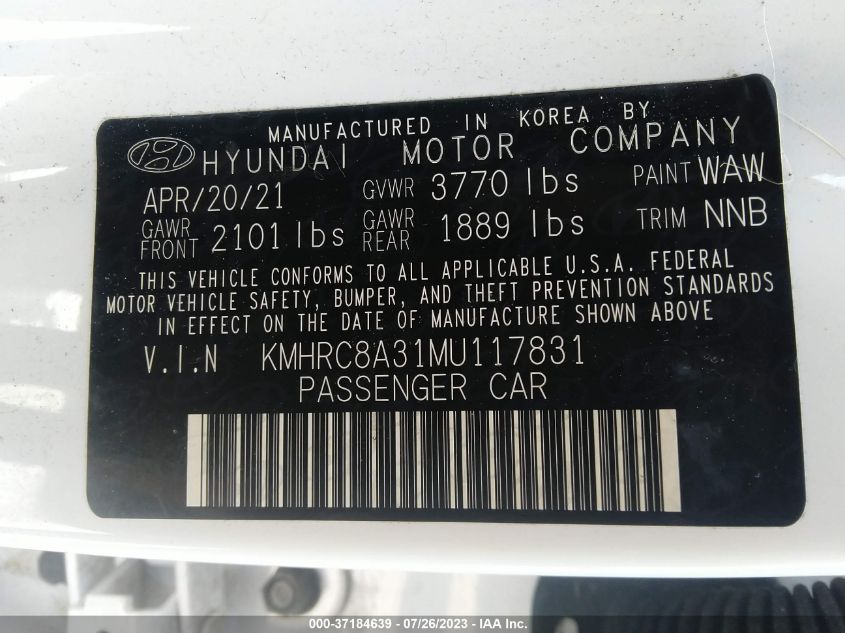 MANUFACTURED IN KOREA BY
HYUNDAI MOTOR COMPANY
APR/20/21 GVWR 3770 lbs PAINT WAW
GAWR FRONT 2101 lbs GAWR REAR 1889 lbs TRIM NNB
THIS VEHICLE CONFORMS TO ALL APPLICABLE U.S.A. FEDERAL
MOTOR VEHICLE SAFETY, BUMPER, AND THEFT PREVENTION STANDARDS
IN EFFECT ON THE DATE OF MANUFACTURE SHOWN ABOVE
V.I.N KMHRC8A31MU117831
PASSENGER CAR
000-37184639 - 07/26/2023 - IAA Inc.